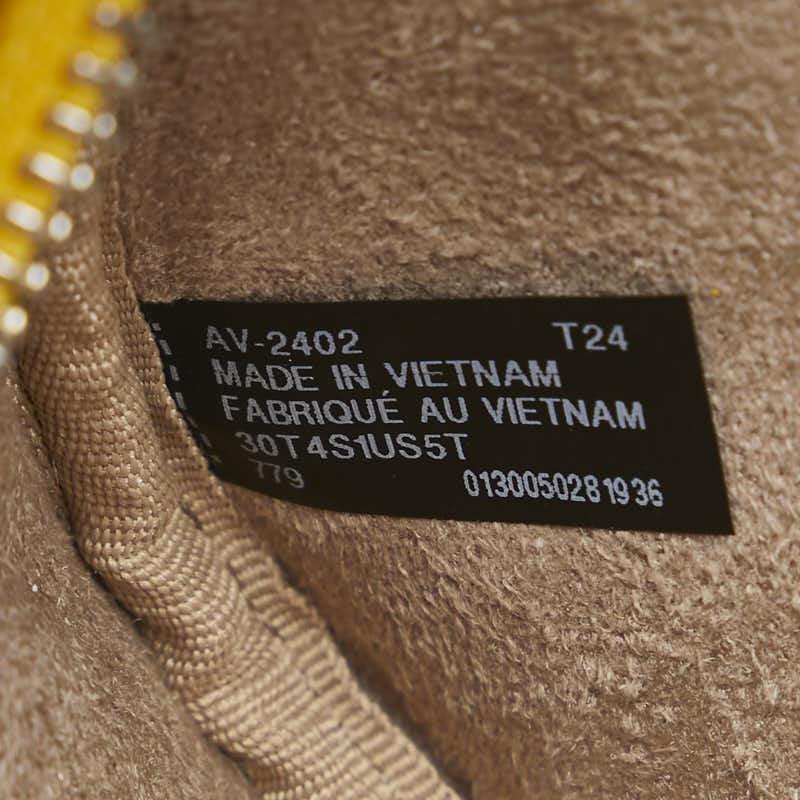 AV-2402 T24
MADE IN VIETNAM
FABRIQUÉ AU VIETNAM
30T4S1US5T
779 0130050281936